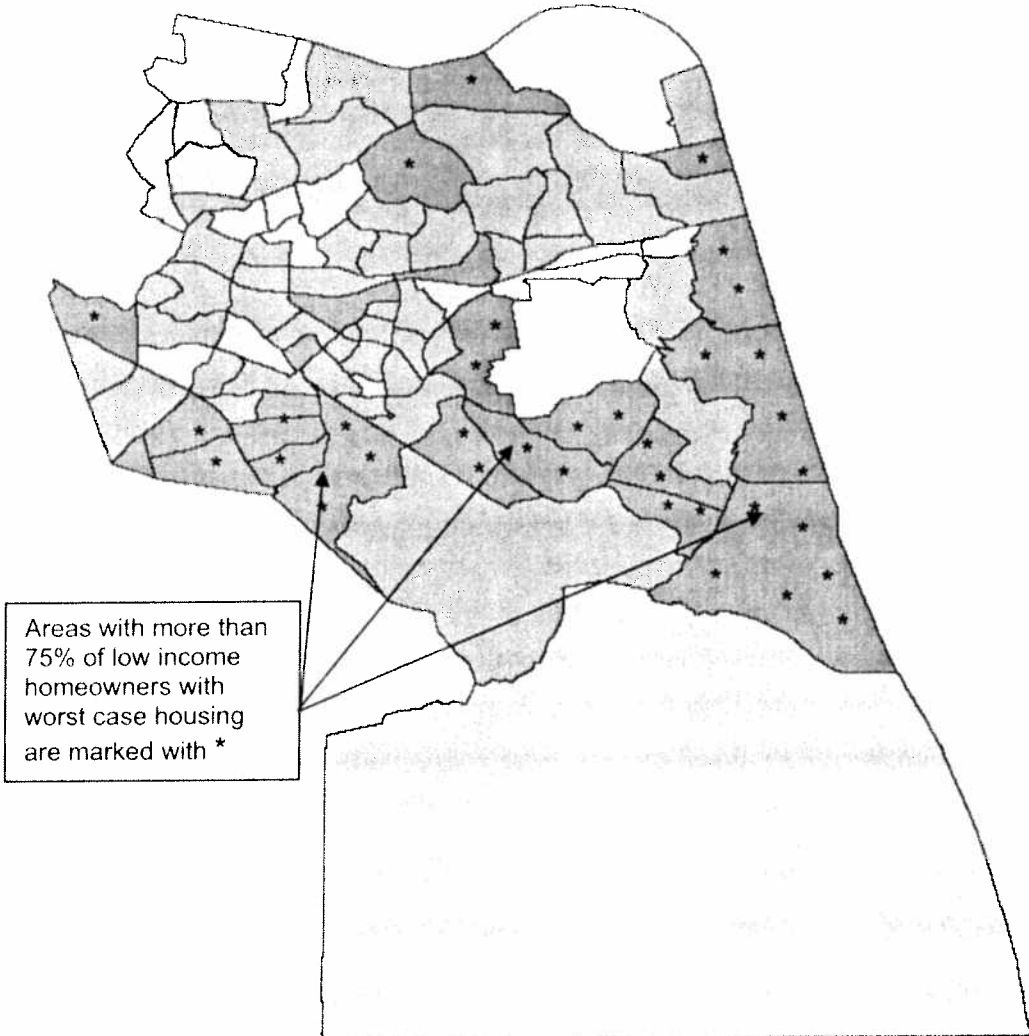 Areas with more than
75% of low income
homeowners with
worst case housing
are marked with *